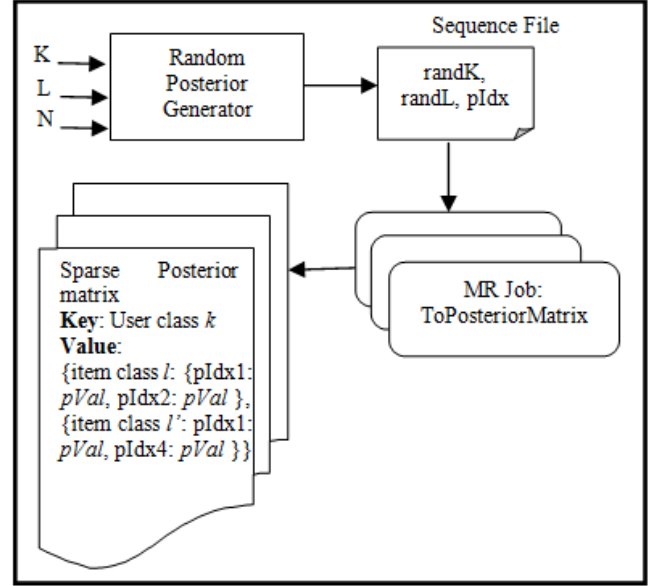 Sequence File
K
L
N
Random
Posterior
Generator
randK,
randL, pIdx
MR Job:
ToPosteriorMatrix
Sparse Posterior
matrix
Key: User class k
Value:
{item class l: {pIdx1:
pVal, pIdx2: pVal },
{item class l’: pIdx1:
pVal, pIdx4: pVal }}